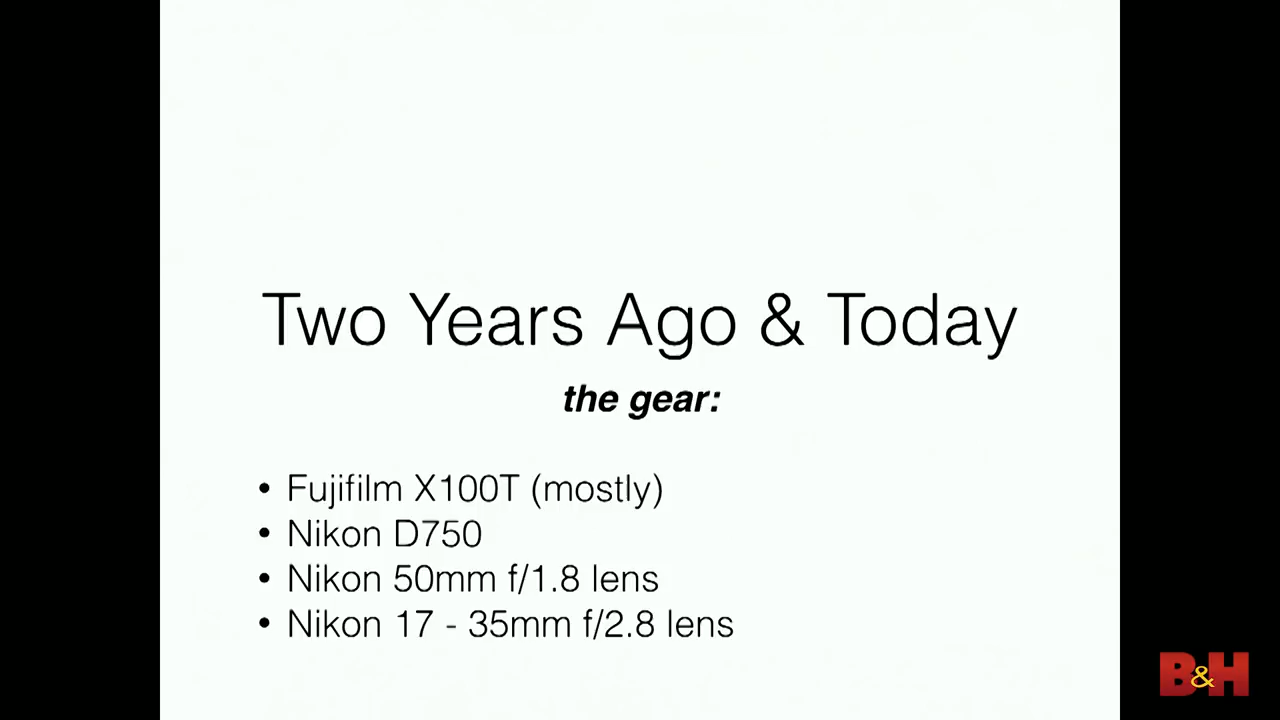 Two Years Ago & Today
the gear:
• Fujifilm X100T (mostly)
• Nikon D750
• Nikon 50mm f/1.8 lens
• Nikon 17 - 35mm f/2.8 lens
B&H